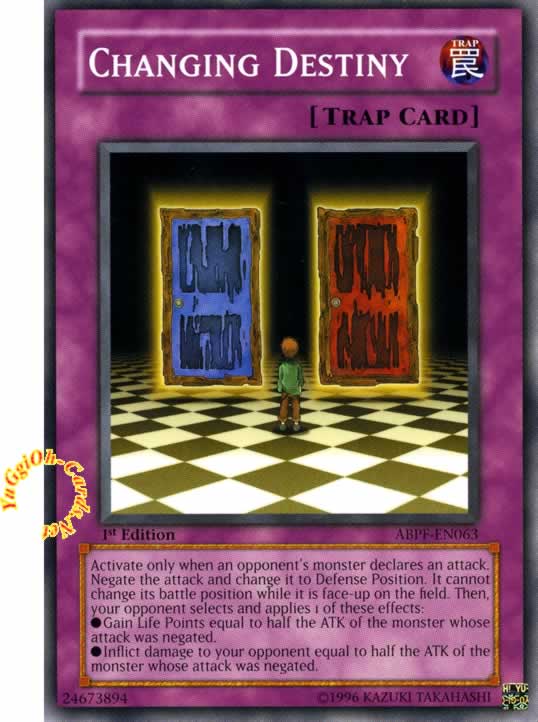 CHANGING DESTINY
TRAP
罠
[TRAP CARD]
YuGgiOh-Cards.Net
1st Edition
ABPF-EN063
Activate only when an opponent's monster declares an attack.
Negate the attack and change it to Defense Position. It cannot
change its battle position while it is face-up on the field. Then,
your opponent selects and applies 1 of these effects:
●Gain Life Points equal to half the ATK of the monster whose
attack was negated.
●Inflict damage to your opponent equal to half the ATK of the
monster whose attack was negated.
24673894
©1996 KAZUKI TAKAHASHI